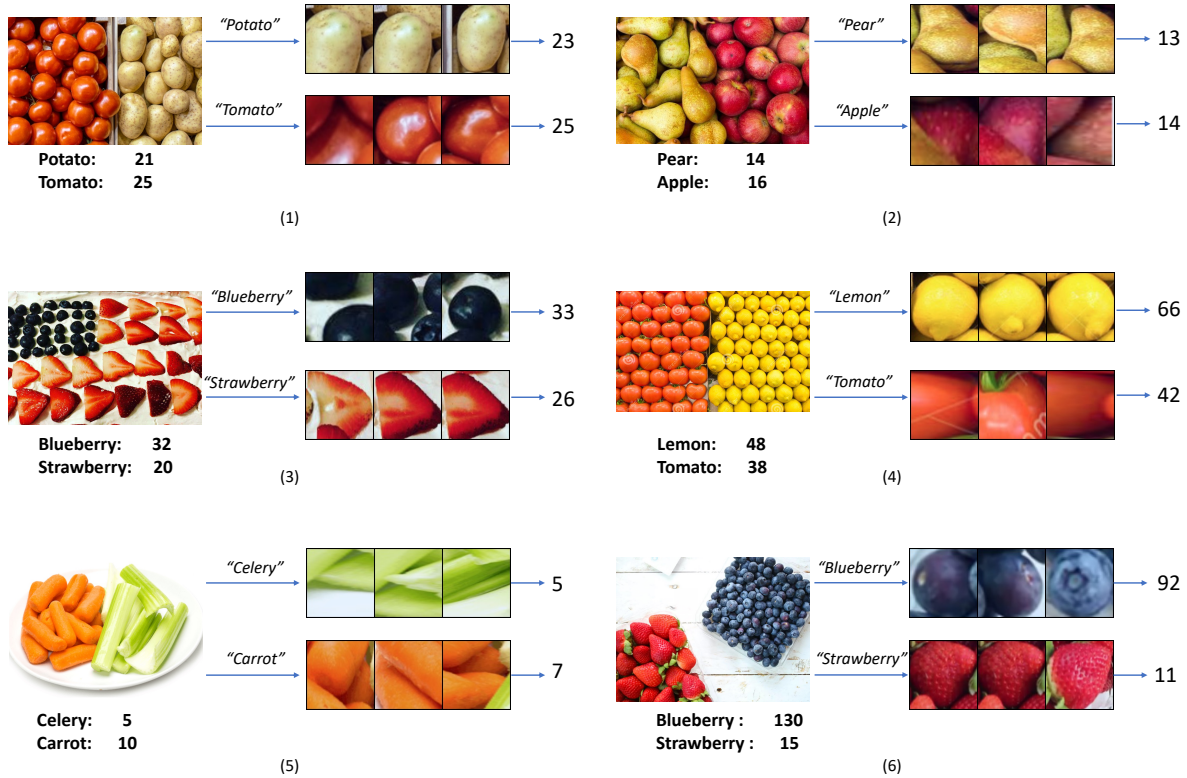 "Potato"
23
"Tomato"
25
Potato: 21
Tomato: 25
(1)
"Pear"
13
"Apple"
14
Pear: 14
Apple: 16
(2)
"Blueberry"
33
"Strawberry"
26
Blueberry: 32
Strawberry: 20
(3)
"Lemon"
66
"Tomato"
42
Lemon: 48
Tomato: 38
(4)
"Celery"
5
"Carrot"
7
Celery: 5
Carrot: 10
(5)
"Blueberry"
92
"Strawberry"
11
Blueberry : 130
Strawberry : 15
(6)